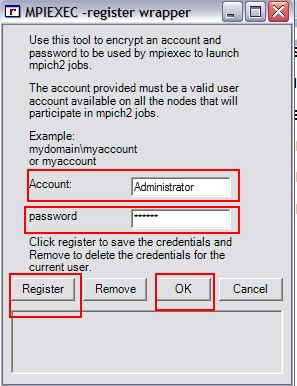 MPIEXEC -register wrapper
Use this tool to encrypt an account and
password to be used by mpiexec to launch
mpich2 jobs.
The account provided must be a valid user
account available on all the nodes that will
participate in mpich2 jobs.
Example:
mydomain\myaccount
or myaccount
Account: Administrator
password ******
Click register to save the credentials and
Remove to delete the credentials for the
current user.
Register Remove OK Cancel